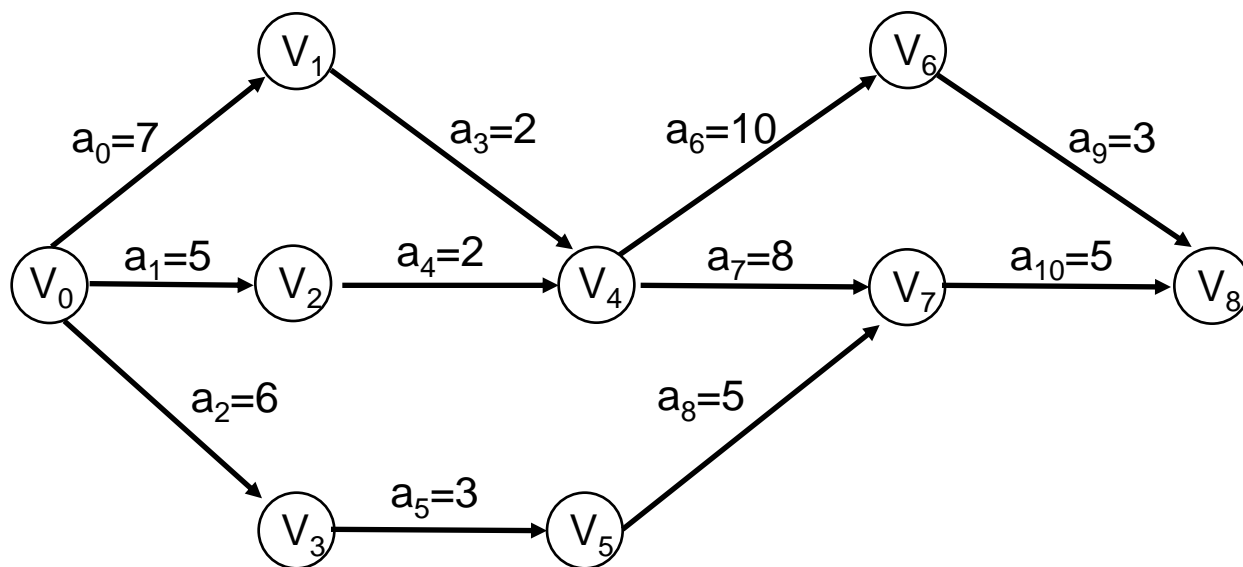 V₁
V₆
a₀=7
a₃=2
a₆=10
a₉=3
V₀
a₁=5
V₂
a₄=2
V₄
a₇=8
V₇
a₁₀=5
V₈
a₂=6
a₈=5
V₃
a₅=3
V₅